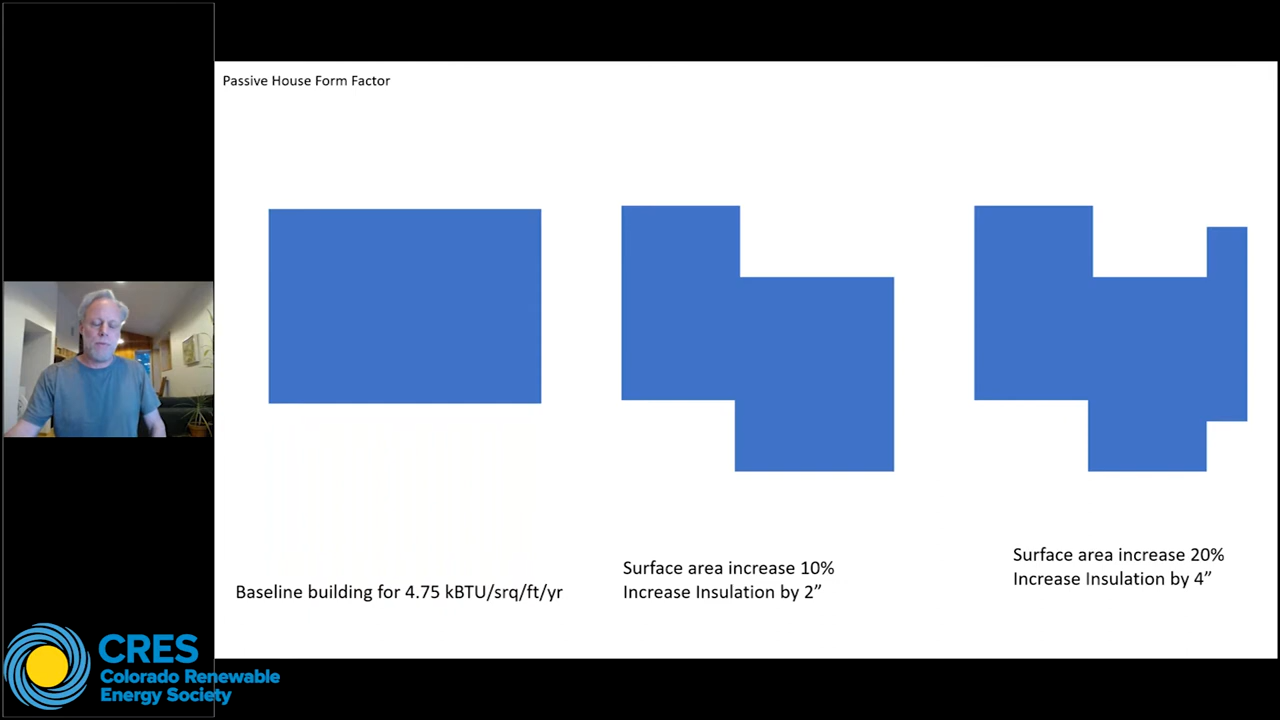 Passive House Form Factor
Baseline building for 4.75 kBTU/srq/ft/yr
Surface area increase 10%
Increase Insulation by 2”
Surface area increase 20%
Increase Insulation by 4”
CRES
Colorado Renewable
Energy Society